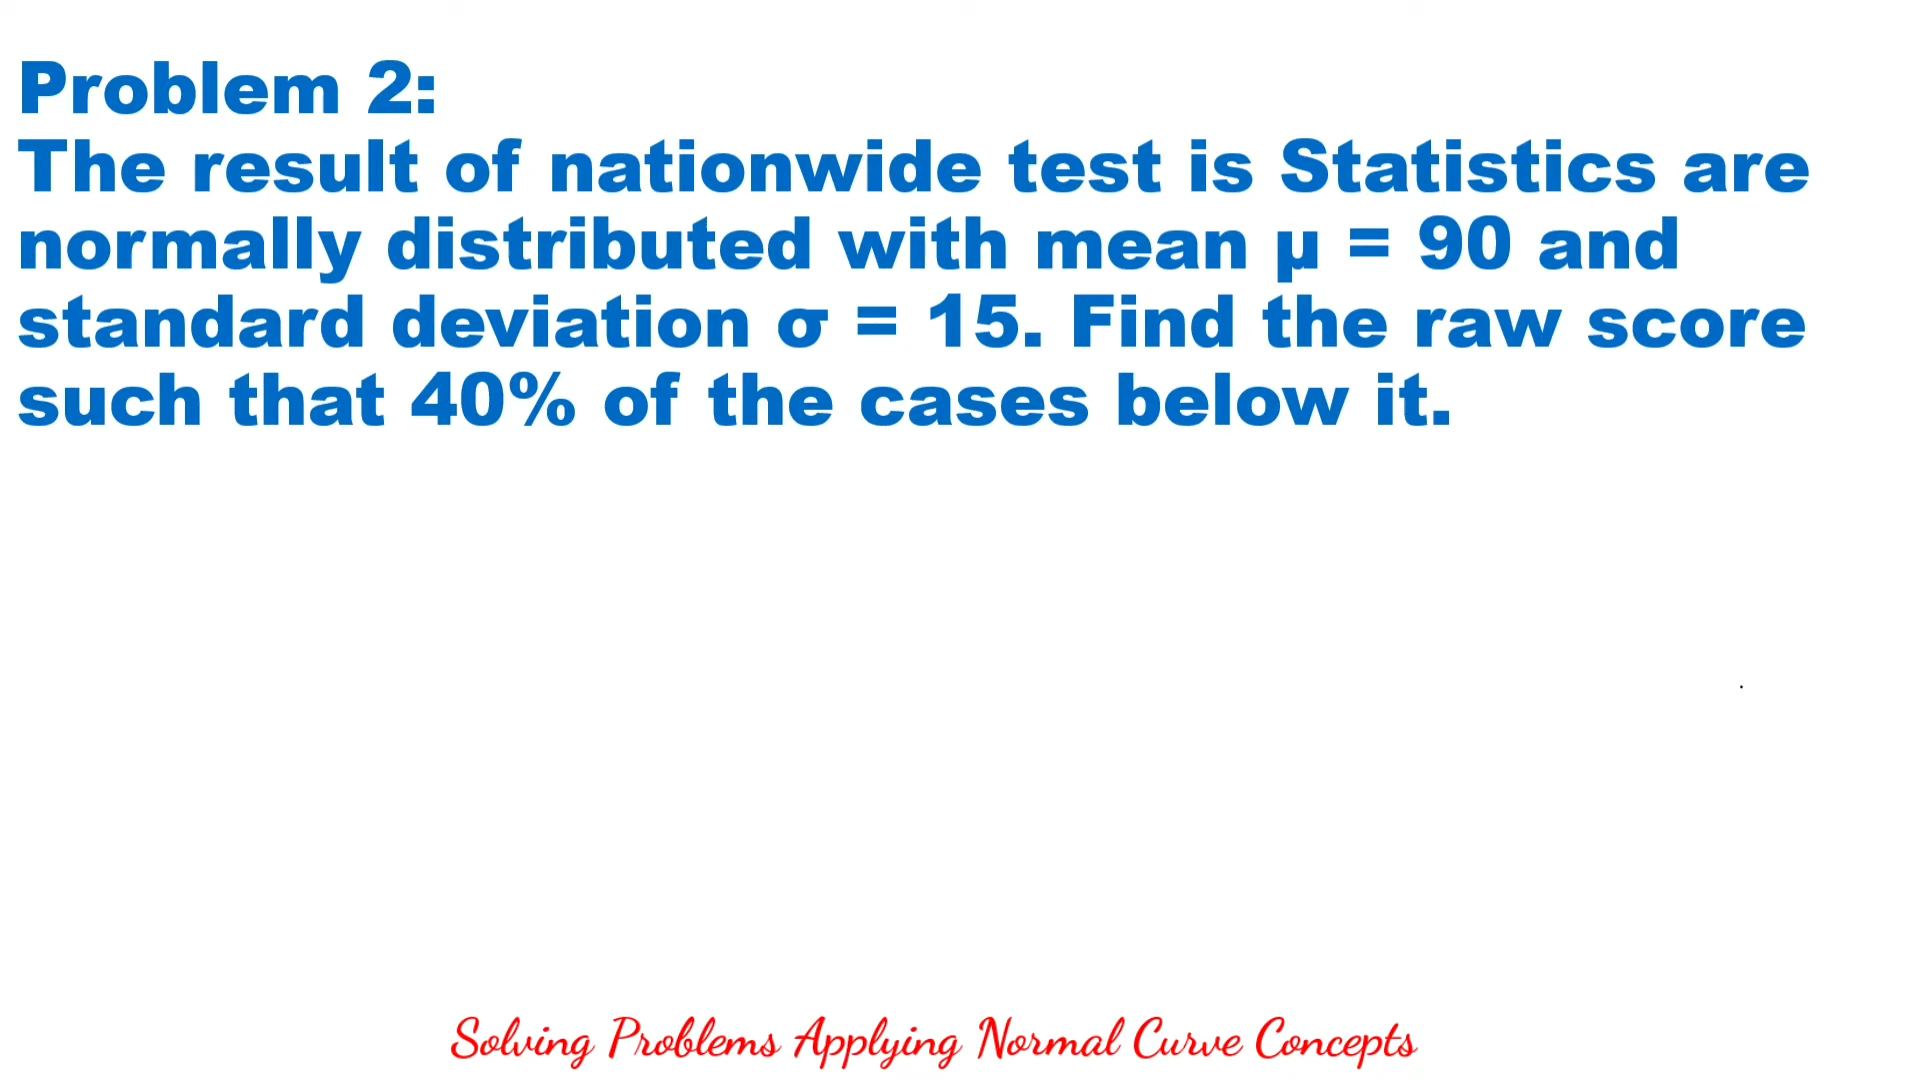 Problem 2:
The result of nationwide test is Statistics are
normally distributed with mean μ = 90 and
standard deviation σ = 15. Find the raw score
such that 40% of the cases below it.
Solving Problems Applying Normal Curve Concepts